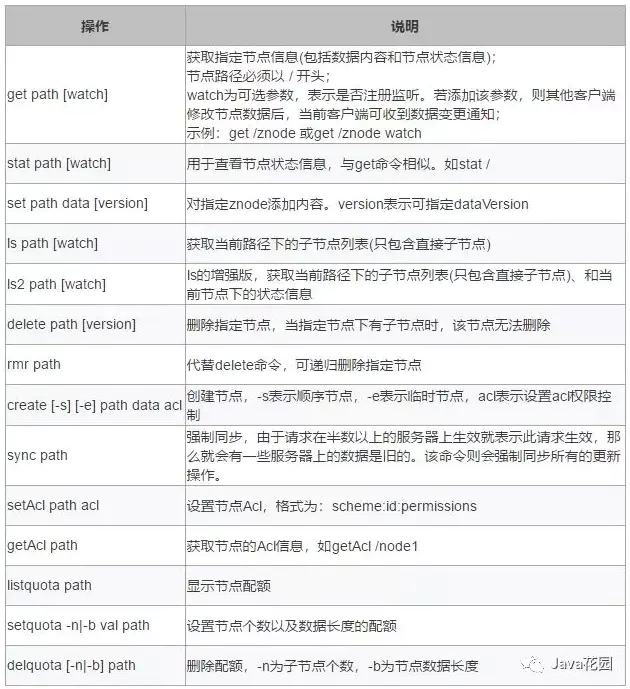 操作
说明
get path [watch]
获取指定节点信息(包括数据内容和节点状态信息);
节点路径必须以 / 开头;
watch为可选参数，表示是否注册监听。若添加该参数，则其他客户端
修改节点数据后，当前客户端可收到数据变更通知;
示例：get /znode 或get /znode watch
stat path [watch]
用于查看节点状态信息，与get命令相似。如stat /
set path data [version]
对指定znode添加内容。version表示可指定dataVersion
ls path [watch]
获取当前路径下的子节点列表(只包含直接子节点)
ls2 path [watch]
ls的增强版，获取当前路径下的子节点列表(只包含直接子节点)、和当
前节点下的状态信息
delete path [version]
删除指定节点，当指定节点下有子节点时，该节点无法删除
rmr path
代替delete命令，可递归删除指定节点
create [-s] [-e] path data acl
创建节点，-s表示顺序节点，-e表示临时节点，acl表示设置acl权限控
制
sync path
强制同步，由于请求在半数以上的服务器上生效就表示此请求生效，那
么就会有一些服务器上的数据是旧的。该命令则会强制同步所有的更新
操作。
setAcl path acl
设置节点Acl，格式为：scheme:id:permissions
getAcl path
获取节点的Acl信息，如getAcl /node1
listquota path
显示节点配额
setquota -n|-b val path
设置节点个数以及数据长度的配额
delquota [-n|-b] path
删除配额，-n为子节点个数，-b为节点数据长度
Java花园